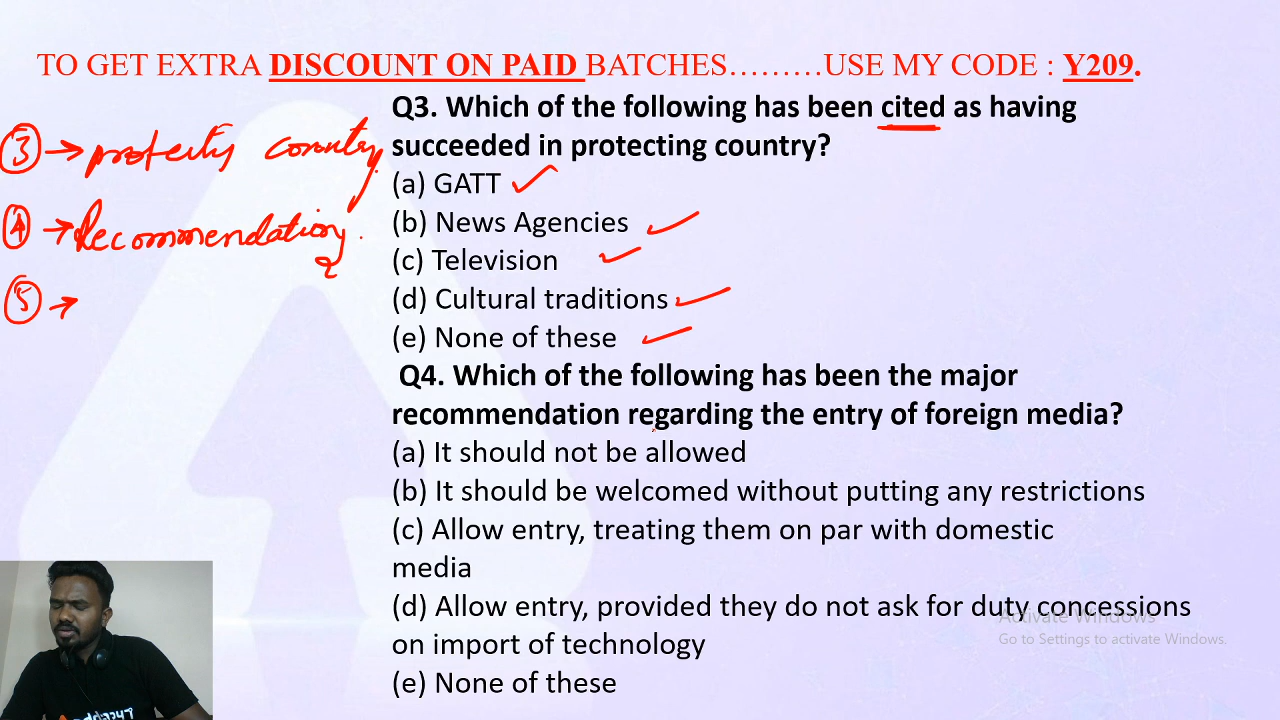 TO GET EXTRA DISCOUNT ON PAID BATCHES.........USE MY CODE : Y209.
Q3. Which of the following has been cited as having
succeeded in protecting country?
(a) GATT
(b) News Agencies
(c) Television
(d) Cultural traditions
(e) None of these
Q4. Which of the following has been the major
recommendation regarding the entry of foreign media?
(a) It should not be allowed
(b) It should be welcomed without putting any restrictions
(c) Allow entry, treating them on par with domestic
media
(d) Allow entry, provided they do not ask for duty concessions
on import of technology
(e) None of these
3 → country
4 → Recommendation
5 →
Activate Windows
Go to Settings to activate Windows.